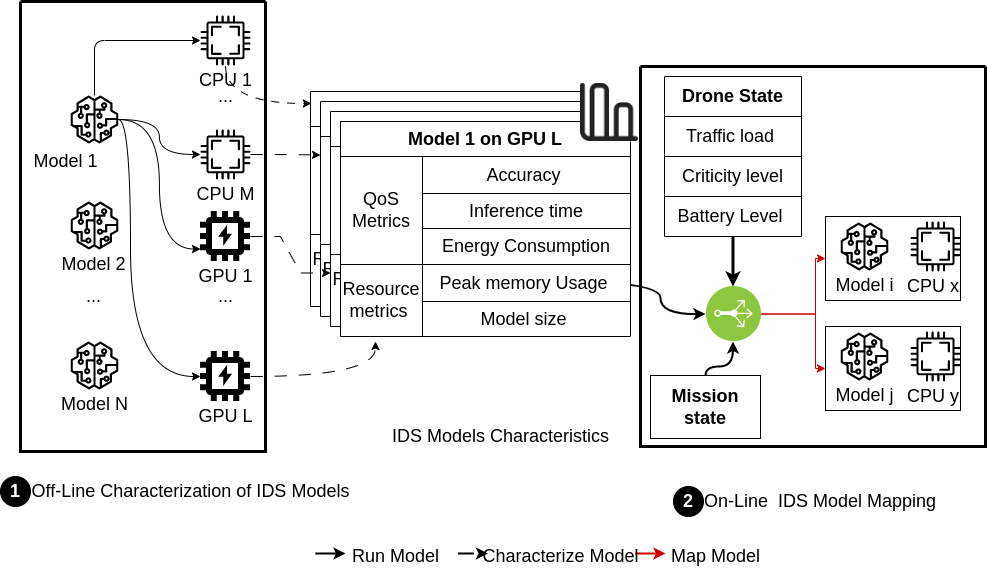 CPU 1
...
Model 1
CPU M
Model 2
GPU 1
...
...
Model N
GPU L
Model 1 on GPU L
QoS
Metrics
Accuracy
Inference time
Energy Consumption
Resource
metrics
Peak memory Usage
Model size
IDS Models Characteristics
Drone State
Traffic load
Criticity level
Battery Level
Mission
state
Model i
CPU x
Model j
CPU y
1 Off-Line Characterization of IDS Models
2 On-Line IDS Model Mapping
Run Model
Characterize Model
Map Model